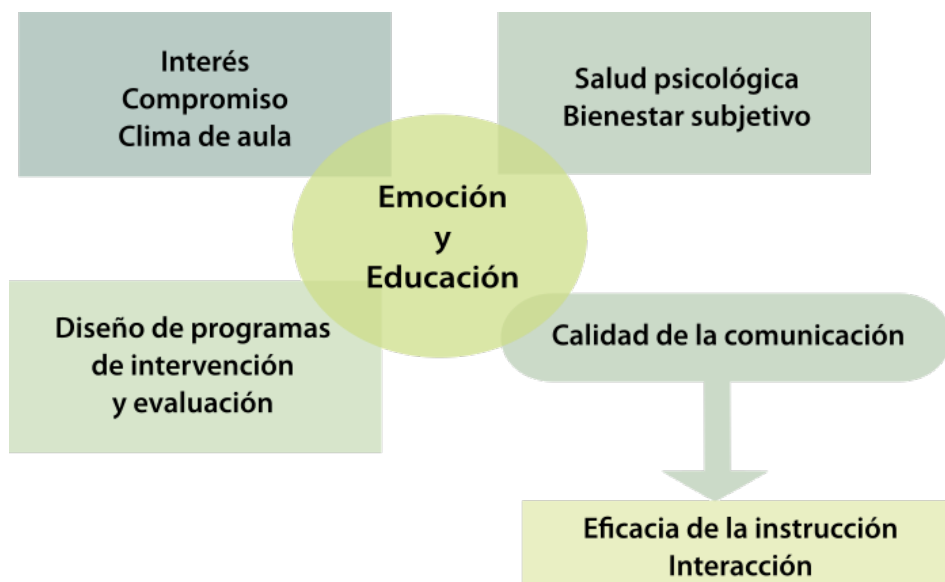 Interés
Compromiso
Clima de aula
Salud psicológica
Bienestar subjetivo
Emoción
y
Educación
Diseño de programas
de intervención
y evaluación
Calidad de la comunicación
Eficacia de la instrucción
Interacción